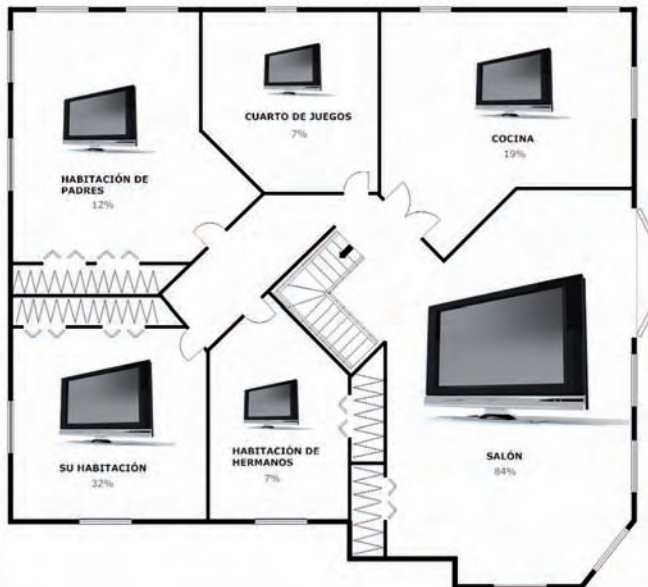 HABITACIÓN DE
PADRES
12%
CUARTO DE JUEGOS
7%
COCINA
19%
SU HABITACIÓN
32%
HABITACIÓN DE
HERMANOS
7%
SALÓN
84%